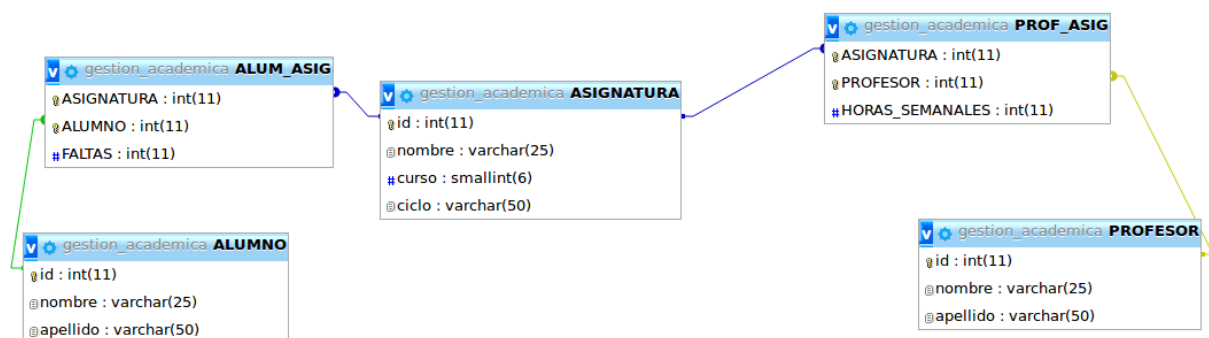 gestion_academica ALUM_ASIG
ASIGNATURA : int(11)
ALUMNO : int(11)
FALTAS : int(11)
gestion_academica ALUMNO
id : int(11)
nombre : varchar(25)
apellido : varchar(50)
gestion_academica ASIGNATURA
id : int(11)
nombre : varchar(25)
curso : smallint(6)
ciclo : varchar(50)
gestion_academica PROF_ASIG
ASIGNATURA : int(11)
PROFESOR : int(11)
HORAS_SEMANALES : int(11)
gestion_academica PROFESOR
id : int(11)
nombre : varchar(25)
apellido : varchar(50)